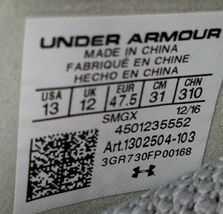 UNDER ARMOUR
MADE IN CHINA
FABRIQUÉ EN CHINE
HECHO EN CHINA
USA UK EUR CM CHN
13 12 47.5 31 310
SMGX 12/16
4501235552
Art.1302504-103
3GR730FP00168